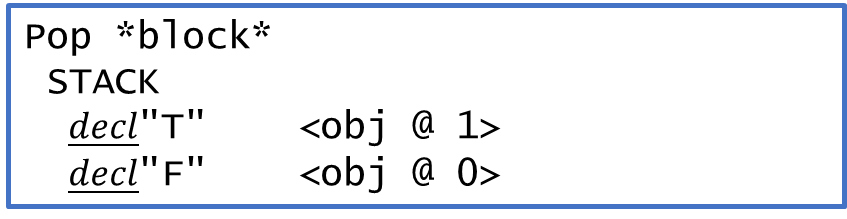 Pop *block*
STACK
decl"T" <obj @ 1>
decl"F" <obj @ 0>